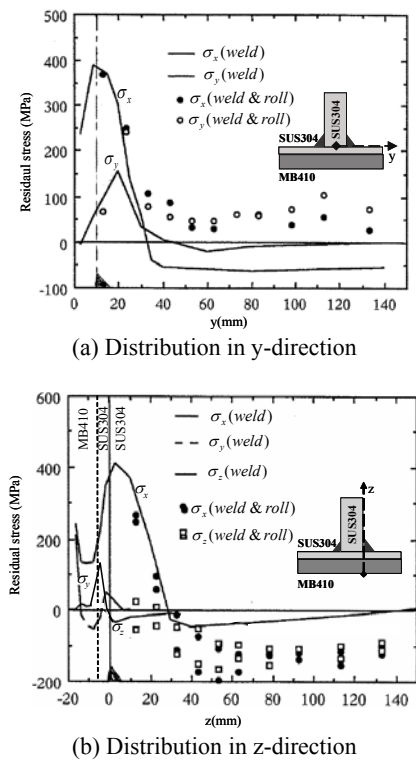 (a)
Residaul stress (MPa)
500
400
300
200
100
0
-100
σx(weld)
σy(weld)
σx(weld & roll)
σy(weld & roll)
σx
σy
SUS304
SUS304
MB410
y
0 20 40 60 80 100 120 140
y(mm)
(a) Distribution in y-direction
(b)
Residual stress (MPa)
600
400
200
0
-200
MB410
SUS304
SUS304
σx(weld)
σy(weld)
σz(weld)
σx(weld & roll)
σz(weld & roll)
σx
σy
σz
z
SUS304
SUS304
MB410
-20 0 20 40 60 80 100 120 140
z(mm)
(b) Distribution in z-direction